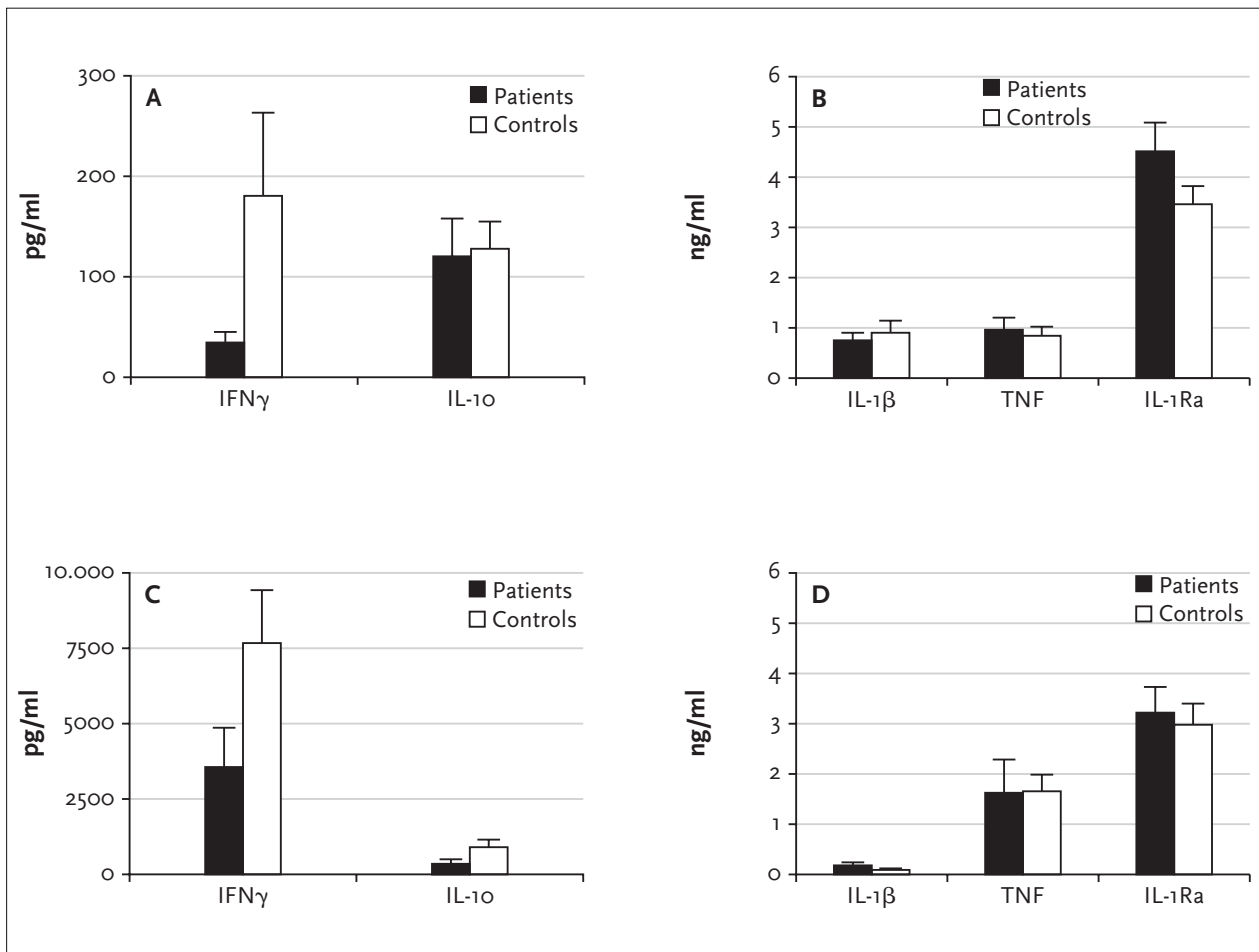 A
Patients
Controls
pg/ml
300
200
100
0
IFNγ
IL-10
B
Patients
Controls
ng/ml
6
5
4
3
2
1
0
IL-1β
TNF
IL-1Ra
C
Patients
Controls
pg/ml
10.000
7500
5000
2500
0
IFNγ
IL-10
D
Patients
Controls
ng/ml
6
5
4
3
2
1
0
IL-1β
TNF
IL-1Ra